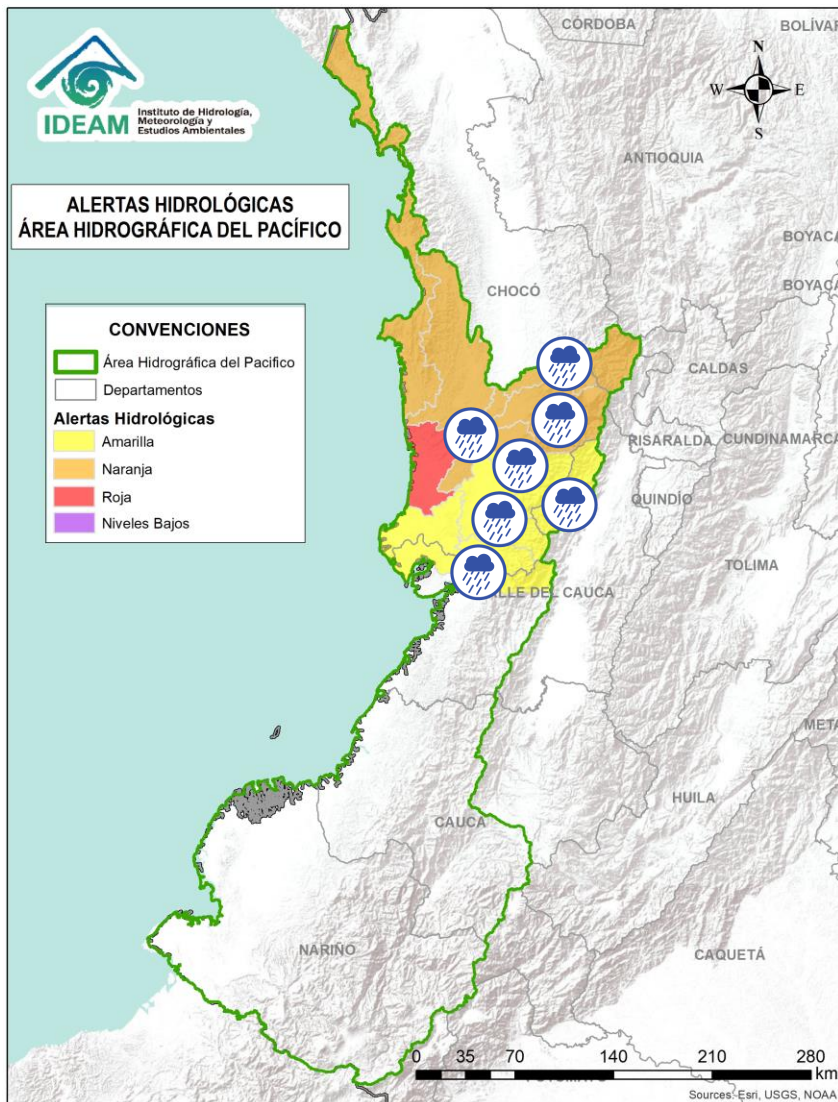 CÓRDOBA
BOLÍVAR
N
W E
S
IDEAM
Instituto de Hidrología,
Meteorología y
Estudios Ambientales
ANTIOQUIA
ALERTAS HIDROLÓGICAS
ÁREA HIDROGRÁFICA DEL PACÍFICO
BOYACÁ
BOYACÁ
CHOCÓ
CONVENCIONES
Área Hidrográfica del Pacifico
Departamentos
Alertas Hidrológicas
Amarilla
Naranja
Roja
Niveles Bajos
CALDAS
RISARALDA
CUNDINAMARCA
QUINDÍO
TOLIMA
ALLE DEL CAUCA
META
HUILA
CAUCA
NARIÑO
CAQUETÁ
0 35 70 140 210 280
km
Sources: Esri, USGS, NOAA